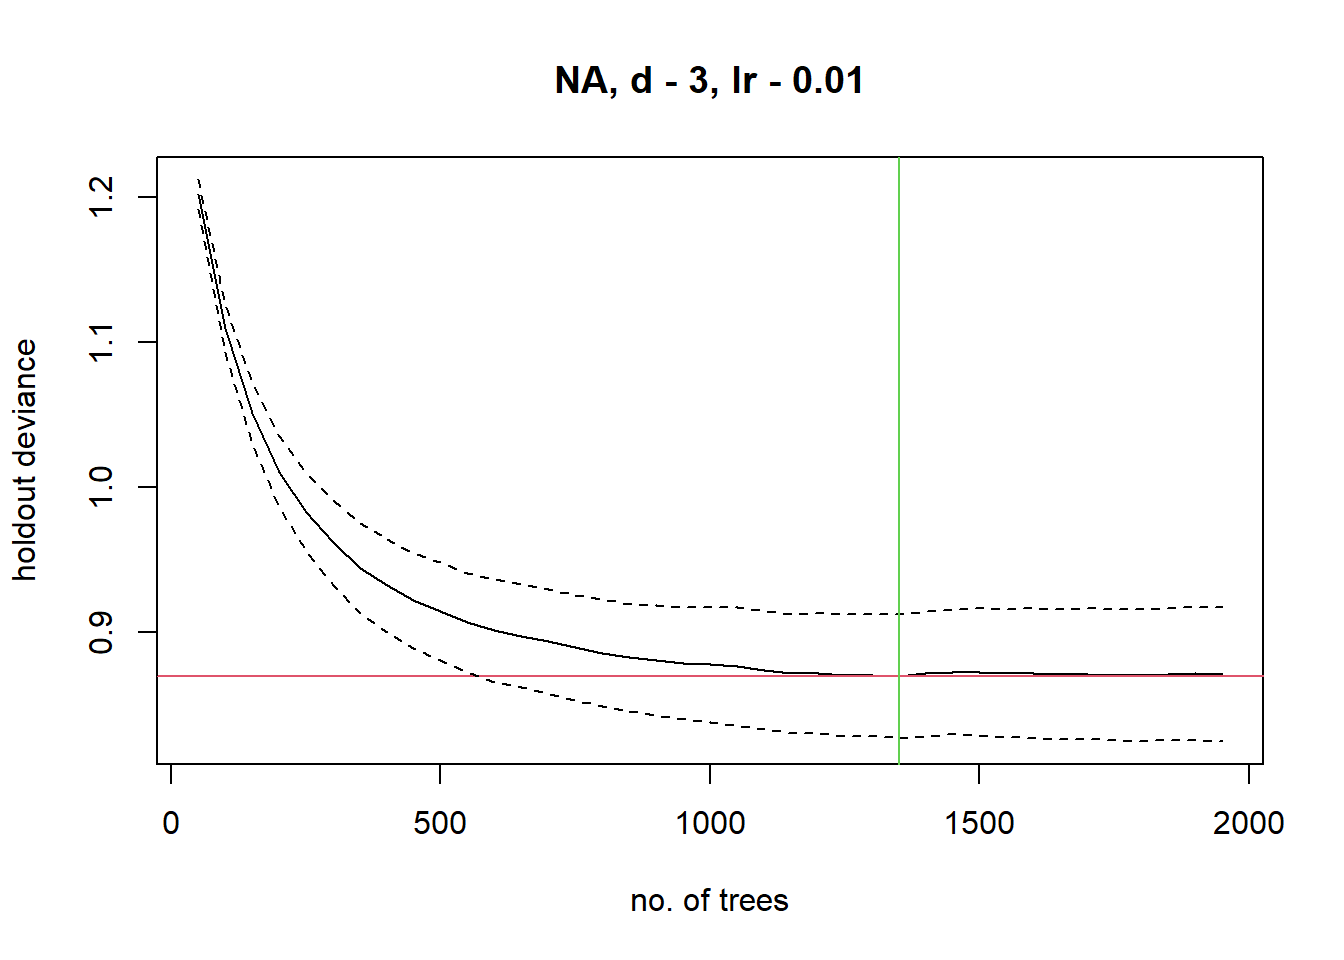 NA, d - 3, lr - 0.01
1.2
1.1
1.0
0.9
holdout deviance
0 500 1000 1500 2000
no. of trees